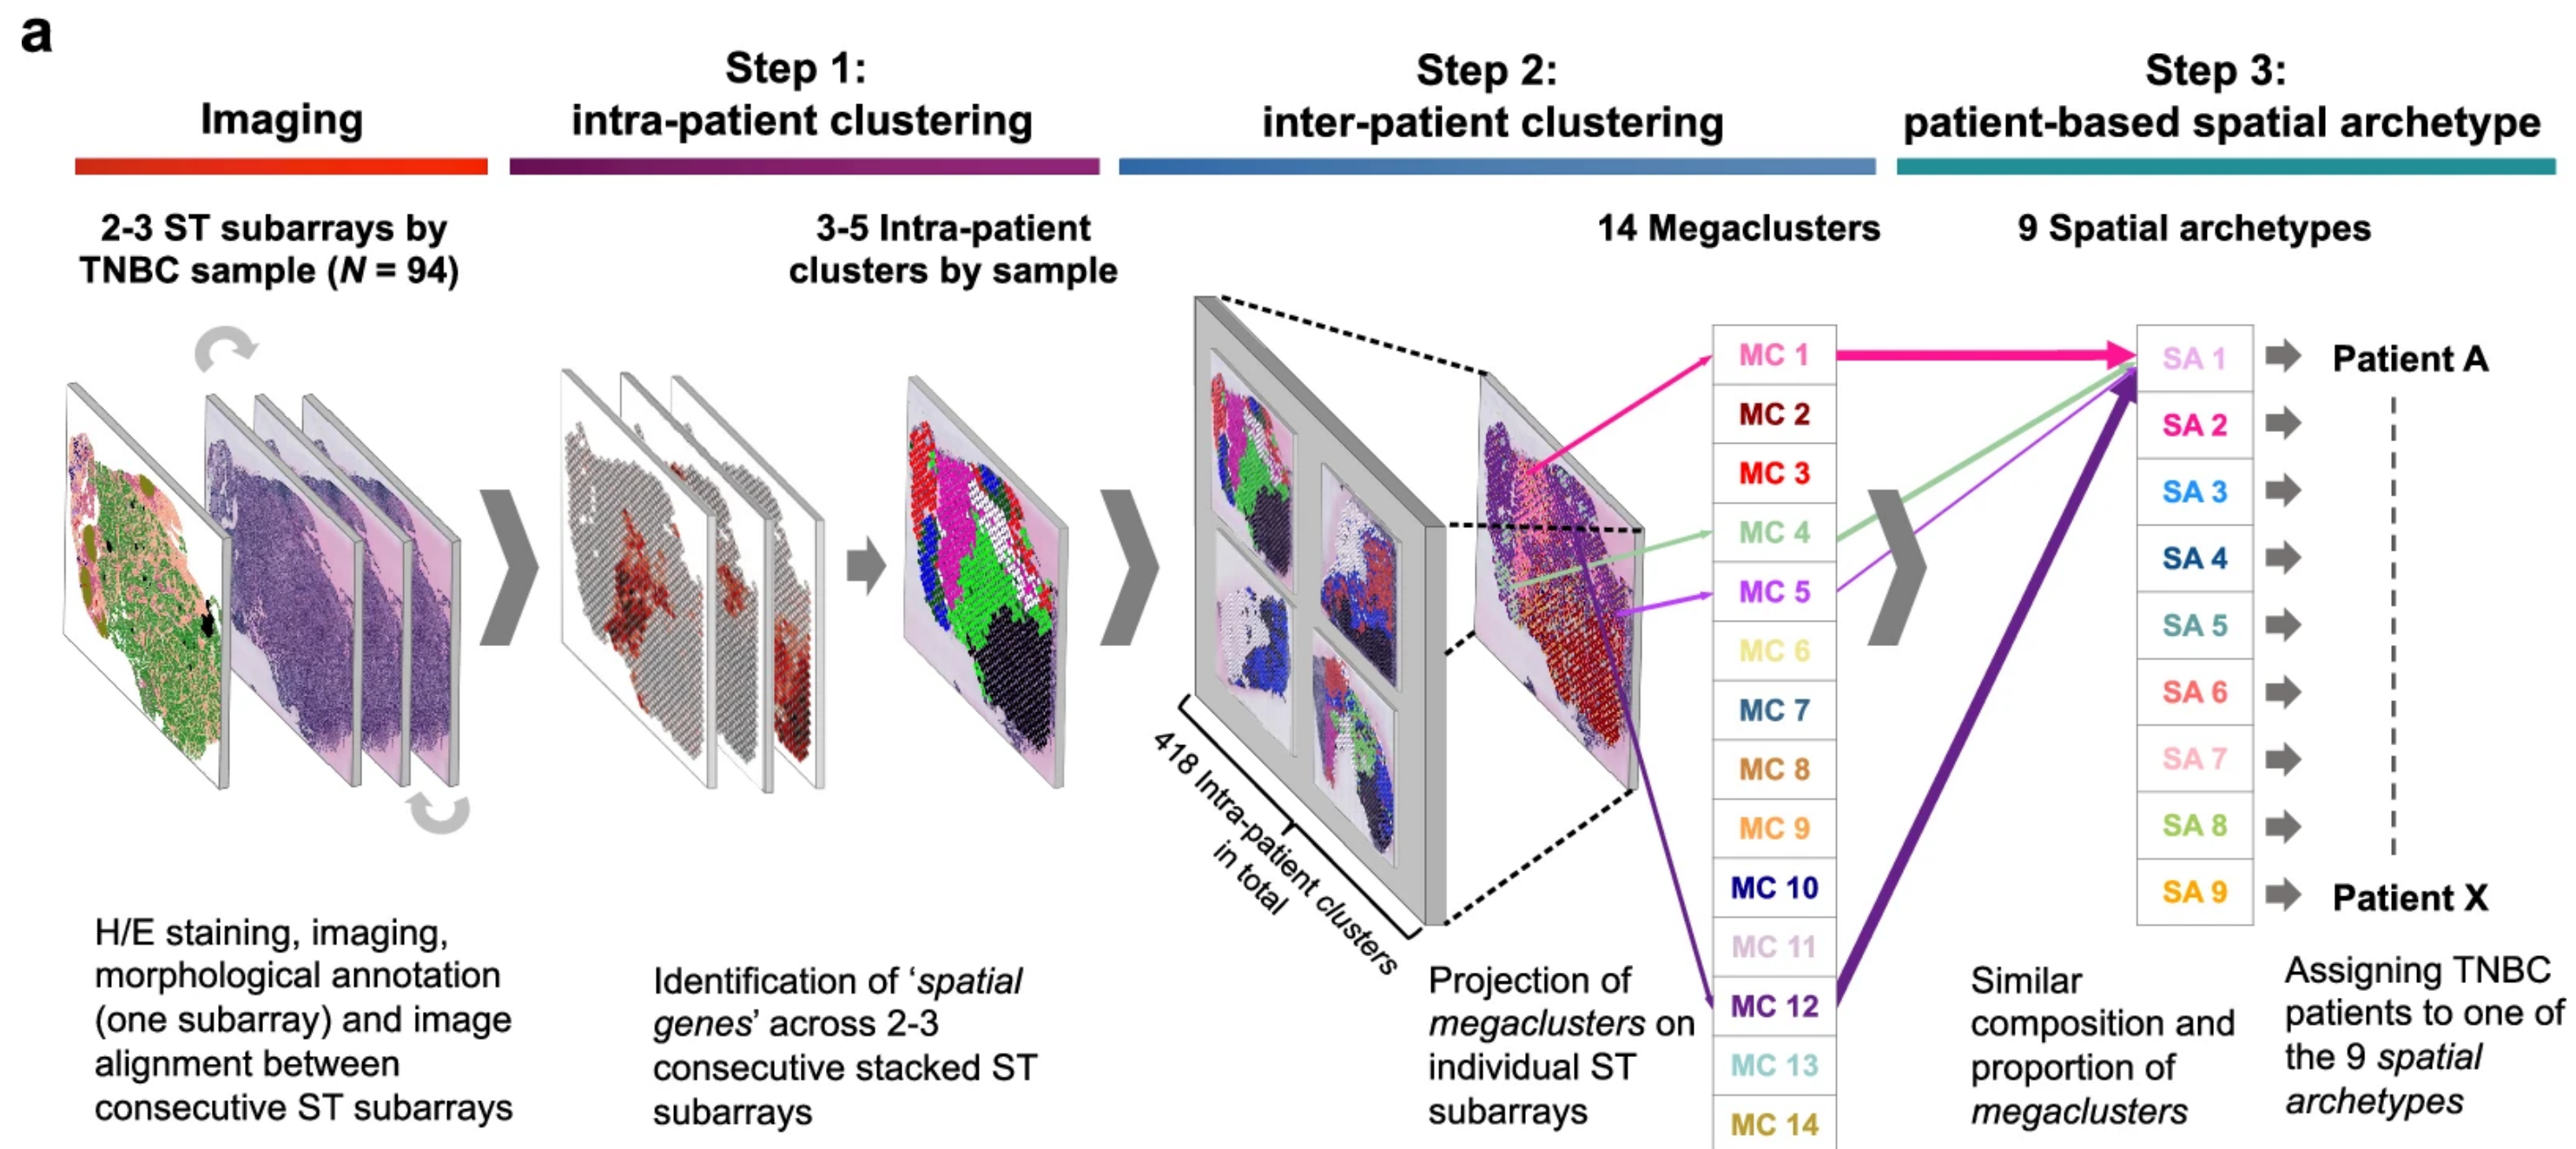 a
Imaging
Step 1:
intra-patient clustering
Step 2:
inter-patient clustering
Step 3:
patient-based spatial archetype
2-3 ST subarrays by
TNBC sample (N = 94)
3-5 Intra-patient
clusters by sample
14 Megaclusters
9 Spatial archetypes
418 Intra-patient clusters
in total
MC 1
MC 2
MC 3
MC 4
MC 5
MC 6
MC 7
MC 8
MC 9
MC 10
MC 11
MC 12
MC 13
MC 14
SA 1
SA 2
SA 3
SA 4
SA 5
SA 6
SA 7
SA 8
SA 9
Patient A
Patient X
H/E staining, imaging,
morphological annotation
(one subarray) and image
alignment between
consecutive ST subarrays
Identification of ‘spatial
genes’ across 2-3
consecutive stacked ST
subarrays
Projection of
megaclusters on
individual ST
subarrays
Similar
composition and
proportion of
megaclusters
Assigning TNBC
patients to one of
the 9 spatial
archetypes